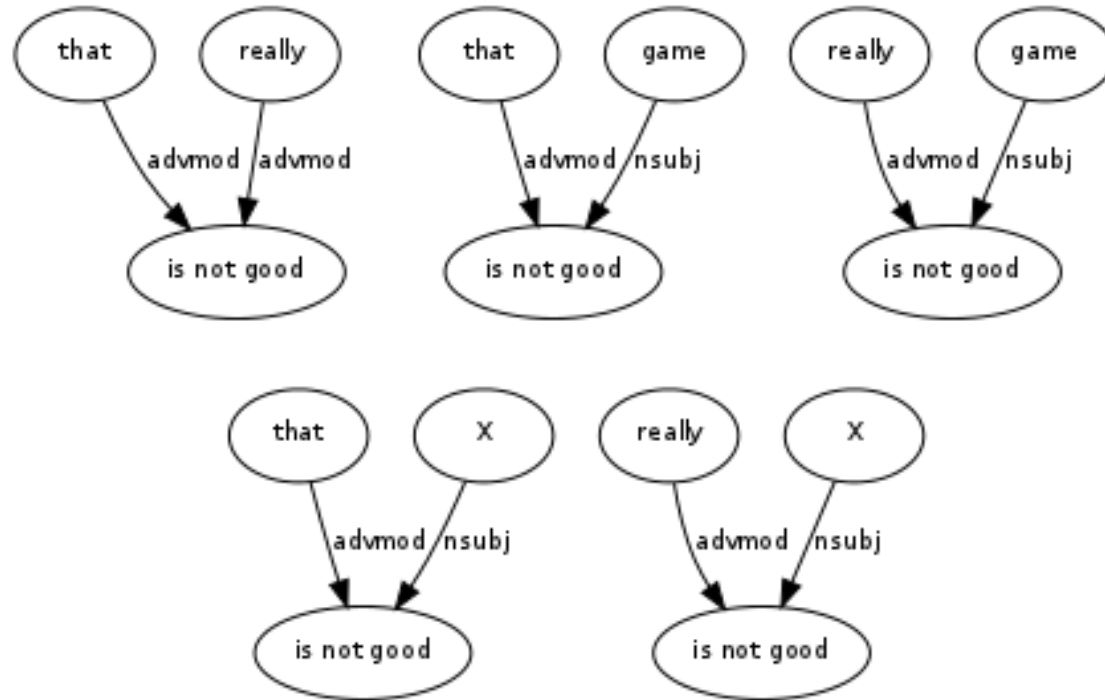 that really that game really game
advmod advmod advmod nsubj advmod nsubj
is not good is not good is not good
that X really X
advmod nsubj advmod nsubj
is not good is not good